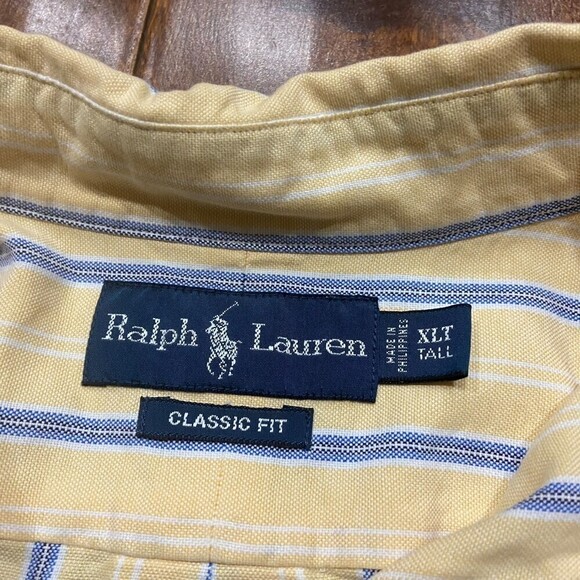 Ralph Lauren
MADE IN
PHILIPPINES
XLT
TALL
CLASSIC FIT